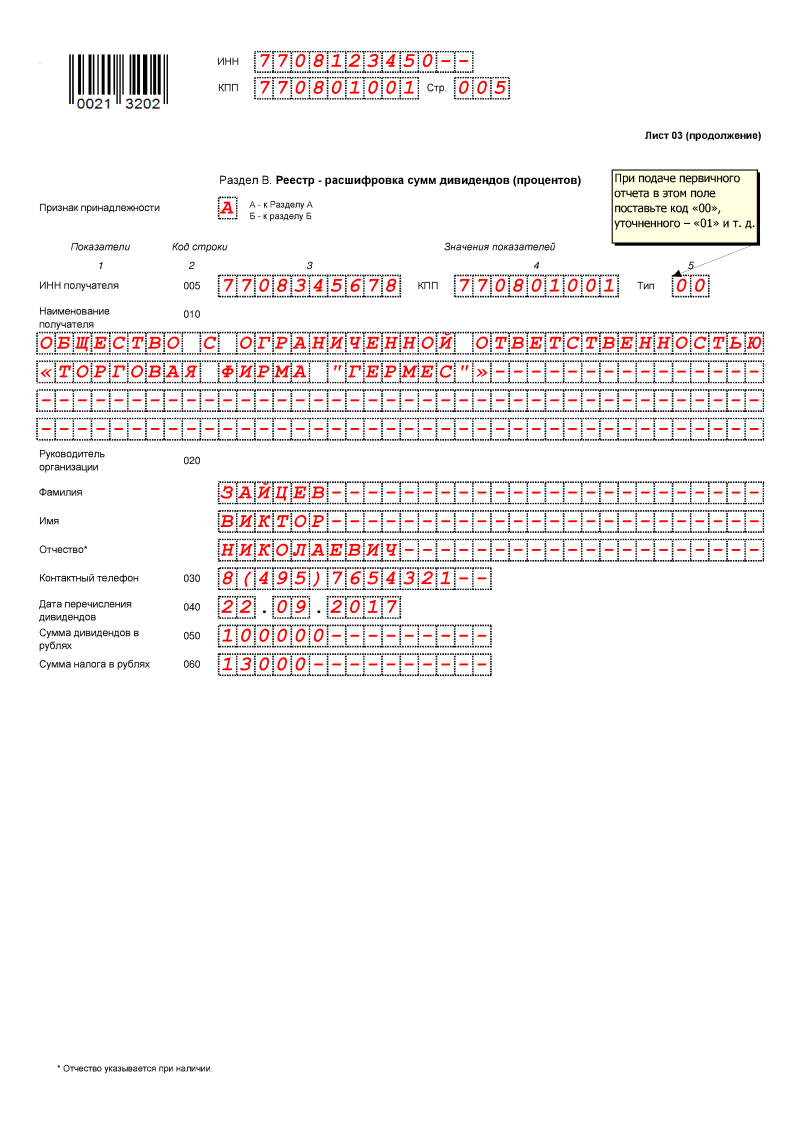 ИНН 7708123450--
0021 3202
КПП 770801001 Стр. 005
Лист 03 (продолжение)
Раздел В. Реестр - расшифровка сумм дивидендов (процентов)
При подаче первичного
отчета в этом поле
поставьте код «00»,
уточненного – «01» и т. д.
Признак принадлежности А А - к Разделу А
Б - к разделу Б
Показатели Код строки Значения показателей
1 2 3 4 5
ИНН получателя 005 7708345678 КПП 770801001 Тип 00
Наименование
получателя 010
ОБЩЕСТВО С ОГРАНИЧЕННОЙ ОТВЕТСТВЕННОСТЬЮ
«ТОРГОВАЯ ФИРМА "ГЕРМЕС"»---------------
----------------------------------------
----------------------------------------
Руководитель
организации 020
Фамилия ЗАЙЦЕВ------------------------
Имя ВИКТОР------------------------
Отчество* НИКОЛАЕВИЧ--------------------
Контактный телефон 030 8(495)7654321--
Дата перечисления
дивидендов 040 22.09.2017
Сумма дивидендов в
рублях 050 100000---------
Сумма налога в рублях 060 13000----------
* Отчество указывается при наличии.